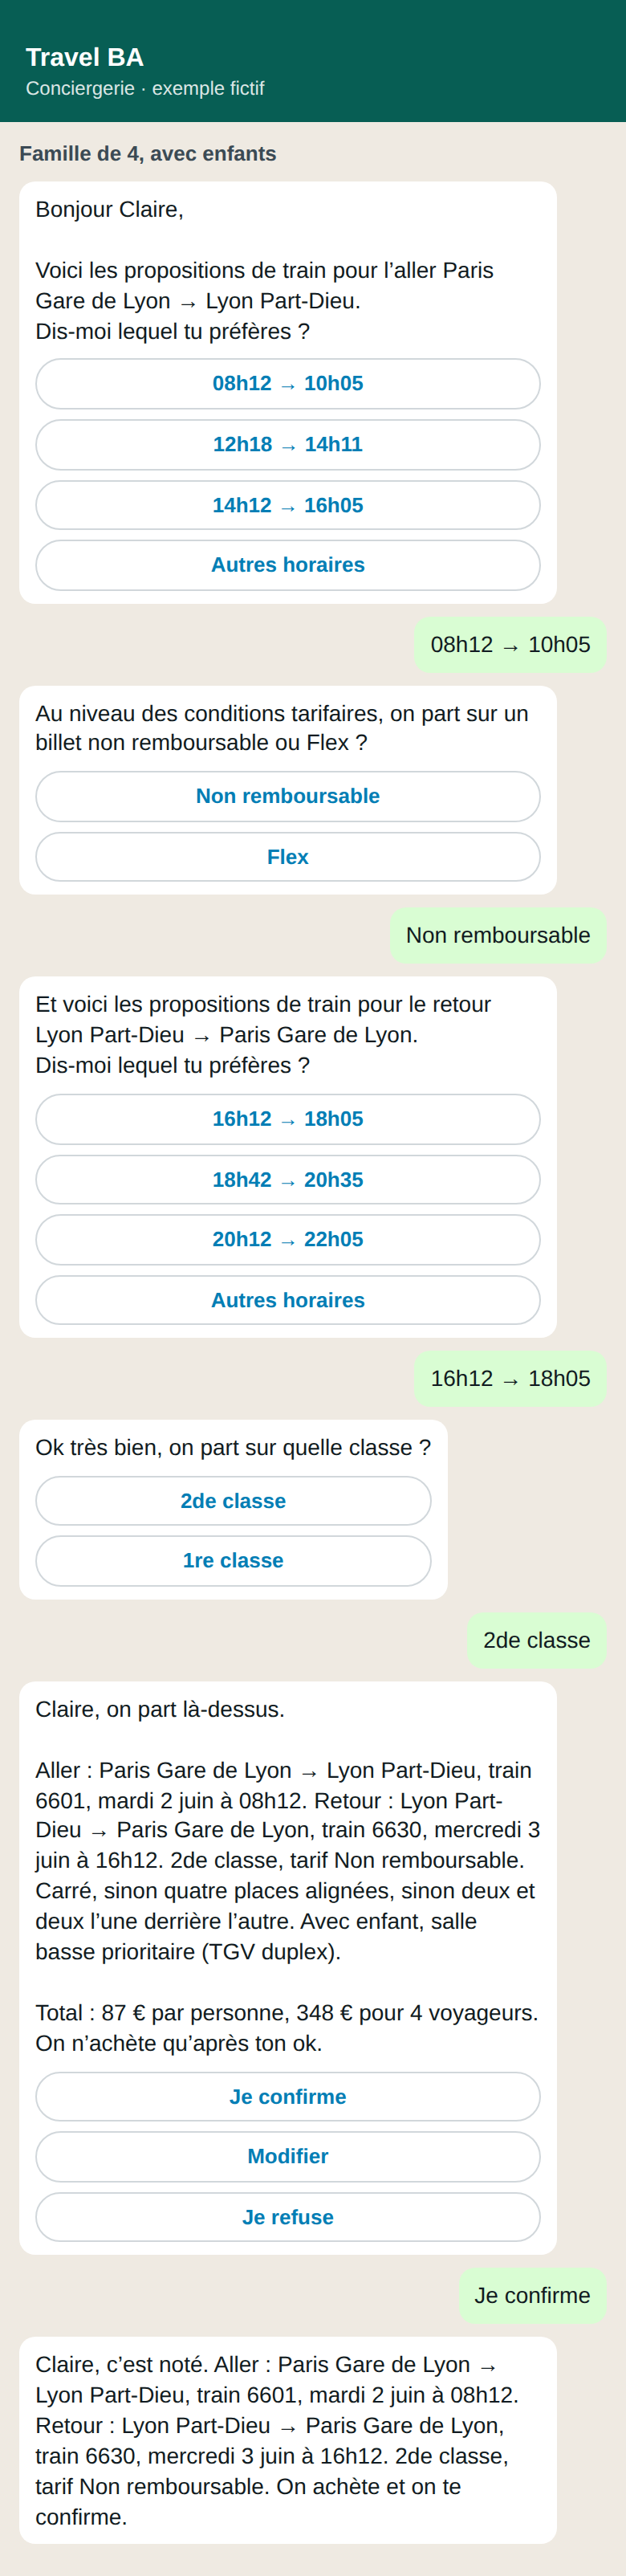 Travel BA
Conciergerie · exemple fictif
Famille de 4, avec enfants
Bonjour Claire,
Voici les propositions de train pour l’aller Paris
Gare de Lyon → Lyon Part-Dieu.
Dis-moi lequel tu préfères ?
08h12 → 10h05
12h18 → 14h11
14h12 → 16h05
Autres horaires
08h12 → 10h05
Au niveau des conditions tarifaires, on part sur un
billet non remboursable ou Flex ?
Non remboursable
Flex
Non remboursable
Et voici les propositions de train pour le retour
Lyon Part-Dieu → Paris Gare de Lyon.
Dis-moi lequel tu préfères ?
16h12 → 18h05
18h42 → 20h35
20h12 → 22h05
Autres horaires
16h12 → 18h05
Ok très bien, on part sur quelle classe ?
2de classe
1re classe
2de classe
Claire, on part là-dessus.
Aller : Paris Gare de Lyon → Lyon Part-Dieu, train
6601, mardi 2 juin à 08h12. Retour : Lyon Part-
Dieu → Paris Gare de Lyon, train 6630, mercredi 3
juin à 16h12. 2de classe, tarif Non remboursable.
Carré, sinon quatre places alignées, sinon deux et
deux l’une derrière l’autre. Avec enfant, salle
basse prioritaire (TGV duplex).
Total : 87 € par personne, 348 € pour 4 voyageurs.
On n’achète qu’après ton ok.
Je confirme
Modifier
Je refuse
Je confirme
Claire, c’est noté. Aller : Paris Gare de Lyon →
Lyon Part-Dieu, train 6601, mardi 2 juin à 08h12.
Retour : Lyon Part-Dieu → Paris Gare de Lyon,
train 6630, mercredi 3 juin à 16h12. 2de classe,
tarif Non remboursable. On achète et on te
confirme.